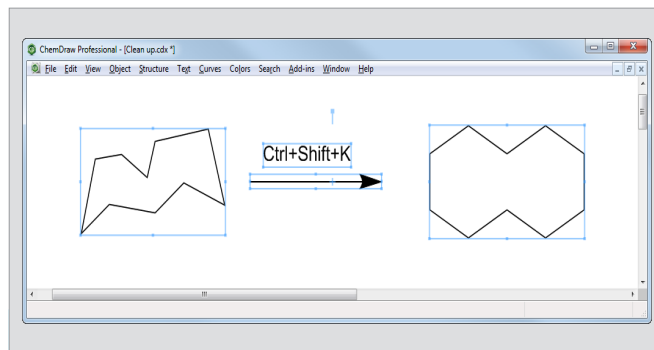 ChemDraw Professional - [Clean up.cdx *]
File Edit View Object Structure Text Curves Colors Search Add-ins Window Help
Ctrl+Shift+K